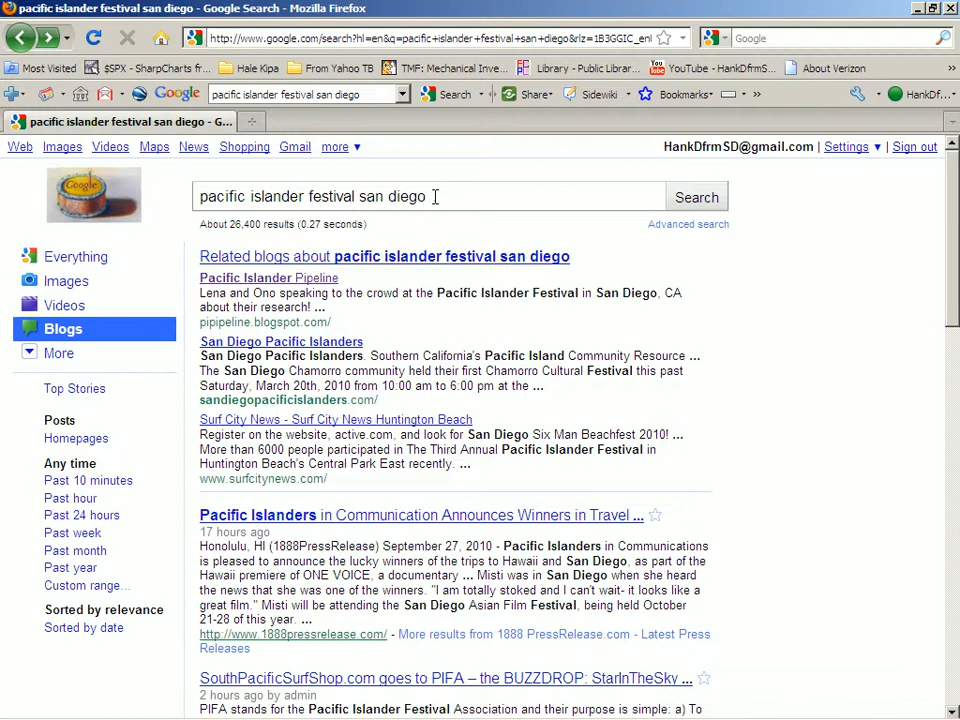 pacific islander festival san diego - Google Search - Mozilla Firefox
http://www.google.com/search?hl=en&q=pacific+islander+festival+san+diego&rlz=1B3GGIC_enl
Google
Most Visited $SPX - SharpCharts fr... Hale Kipa From Yahoo TB TMF: Mechanical Inve... Library - Public Librar... YouTube - HankDfrmS... About Verizon »
Google pacific islander festival san diego Search Share Sidewiki Bookmarks » HankDf...
pacific islander festival san diego - G...
Web Images Videos Maps News Shopping Gmail more ▼ HankDfrmSD@gmail.com | Settings ▼ | Sign out
Google
pacific islander festival san diego Search
About 26,400 results (0.27 seconds) Advanced search
Everything
Images
Videos
Blogs
More
Top Stories
Posts
Homepages
Any time
Past 10 minutes
Past hour
Past 24 hours
Past week
Past month
Past year
Custom range...
Sorted by relevance
Sorted by date
Related blogs about pacific islander festival san diego
Pacific Islander Pipeline
Lena and Ono speaking to the crowd at the Pacific Islander Festival in San Diego, CA
about their research! ...
pipipeline.blogspot.com/
San Diego Pacific Islanders
San Diego Pacific Islanders. Southern California's Pacific Island Community Resource ...
The San Diego Chamorro community held their first Chamorro Cultural Festival this past
Saturday, March 20th, 2010 from 10:00 am to 6:00 pm at the ...
sandiegopacificislanders.com/
Surf City News - Surf City News Huntington Beach
Register on the website, active.com, and look for San Diego Six Man Beachfest 2010! ...
More than 6000 people participated in The Third Annual Pacific Islander Festival in
Huntington Beach's Central Park East recently. ...
www.surfcitynews.com/
Pacific Islanders in Communication Announces Winners in Travel ...
17 hours ago
Honolulu, HI (1888PressRelease) September 27, 2010 - Pacific Islanders in Communications
is pleased to announce the lucky winners of the trips to Hawaii and San Diego, as part of the
Hawaii premiere of ONE VOICE, a documentary ... Misti was in San Diego when she heard
the news that she was one of the winners. "I am totally stoked and I can't wait- it looks like a
great film." Misti will be attending the San Diego Asian Film Festival, being held October
21-28 of this year. ...
http://www.1888pressrelease.com/ - More results from 1888 PressRelease.com - Latest Press
Releases
SouthPacificSurfShop.com goes to PIFA – the BUZZDROP: StarInTheSky ...
2 hours ago by admin
PIFA stands for the Pacific Islander Festival Association and their purpose is simple: a) To